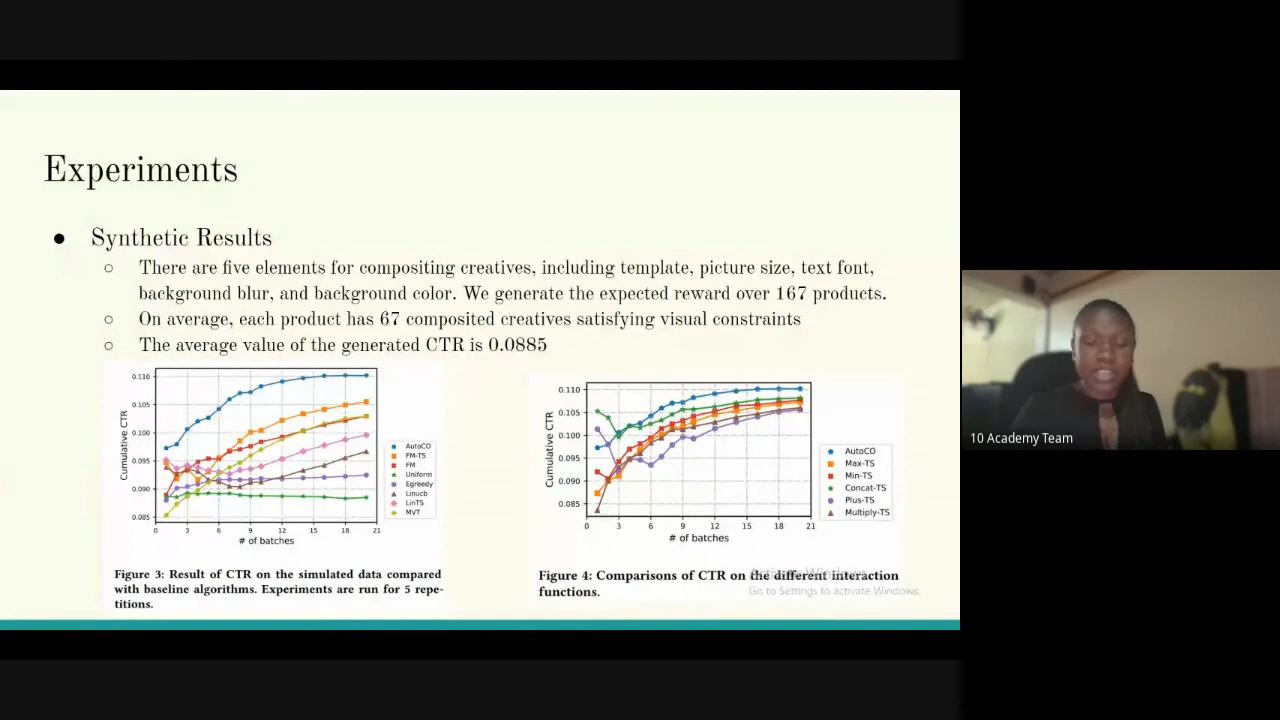 Experiments
● Synthetic Results
○ There are five elements for compositing creatives, including template, picture size, text font,
background blur, and background color. We generate the expected reward over 167 products.
○ On average, each product has 67 composited creatives satisfying visual constraints
○ The average value of the generated CTR is 0.0885
0.110
0.105
0.100
0.095
0.090
0.085
Cumulative CTR
0 3 6 9 12 15 18 21
# of batches
AutoCO
FM-TS
FM
Uniform
Egreedy
Linucb
LinTS
MVT
Figure 3: Result of CTR on the simulated data compared
with baseline algorithms. Experiments are run for 5 repe-
titions.
0.110
0.105
0.100
0.095
0.090
0.085
Cumulative CTR
0 3 6 9 12 15 18 21
# of batches
AutoCO
Max-TS
Min-TS
Concat-TS
Plus-TS
Multiply-TS
Figure 4: Comparisons of CTR on the different interaction
functions.
Activate Windows
Go to Settings to activate Windows.
10 Academy Team